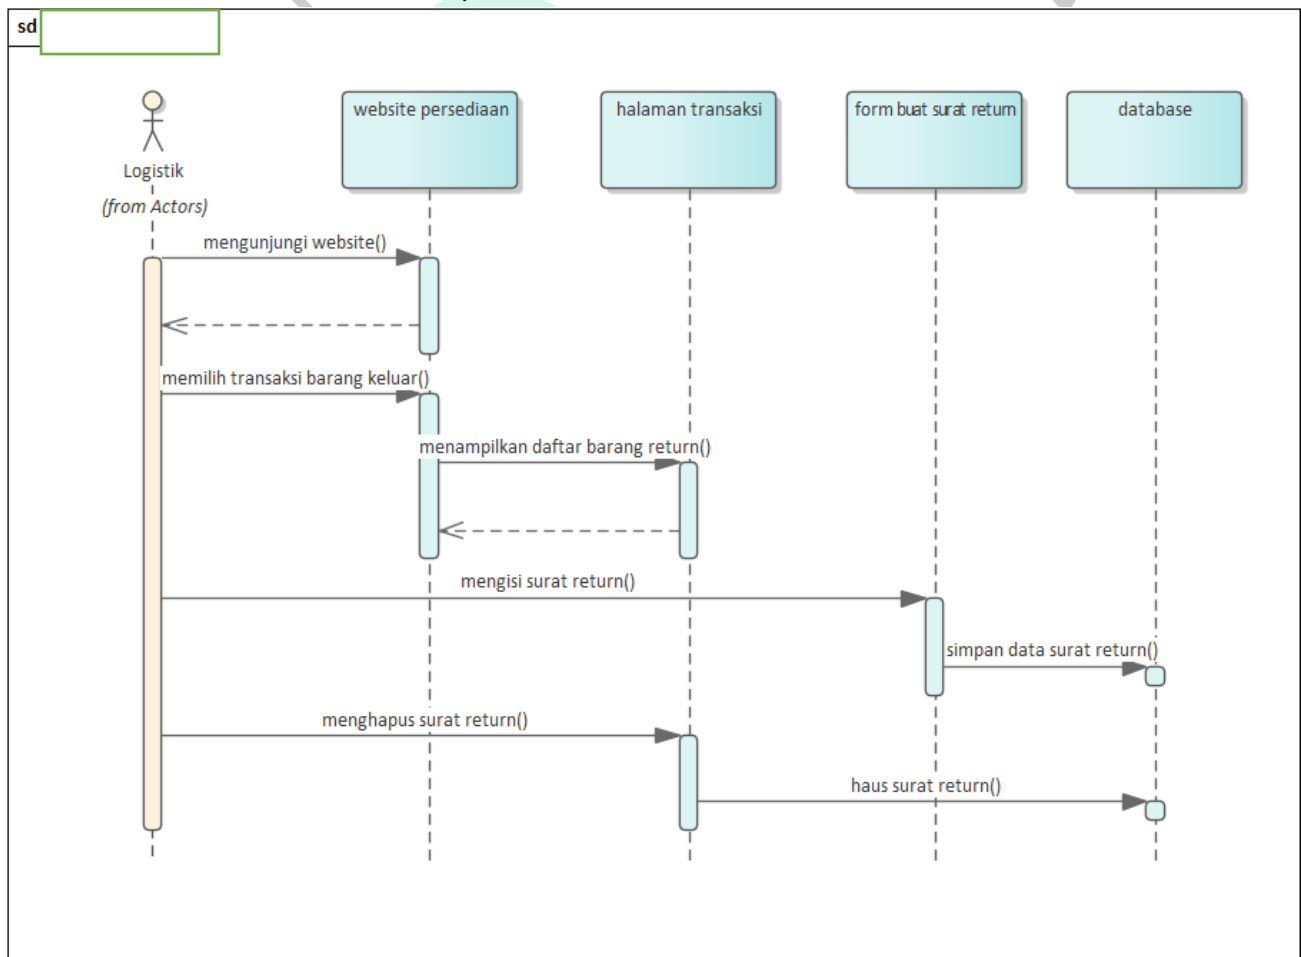 sd
website persediaan
halaman transaksi
form buat surat return
database
Logistik
(from Actors)
mengunjungi website()
memilih transaksi barang keluar()
menampilkan daftar barang return()
mengisi surat return()
simpan data surat return()
menghapus surat return()
haus surat return()